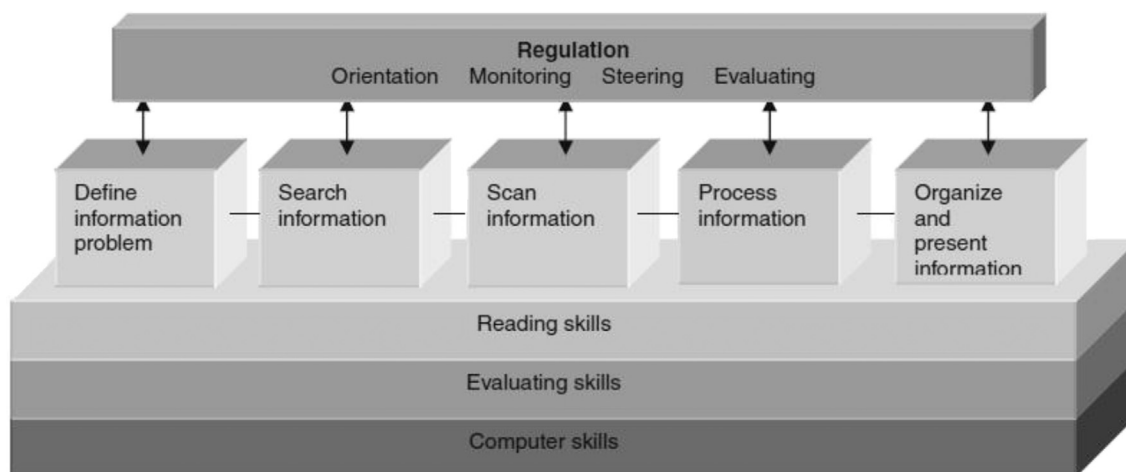 Regulation
Orientation Monitoring Steering Evaluating
Define
information
problem
Search
information
Scan
information
Process
information
Organize
and
present
information
Reading skills
Evaluating skills
Computer skills